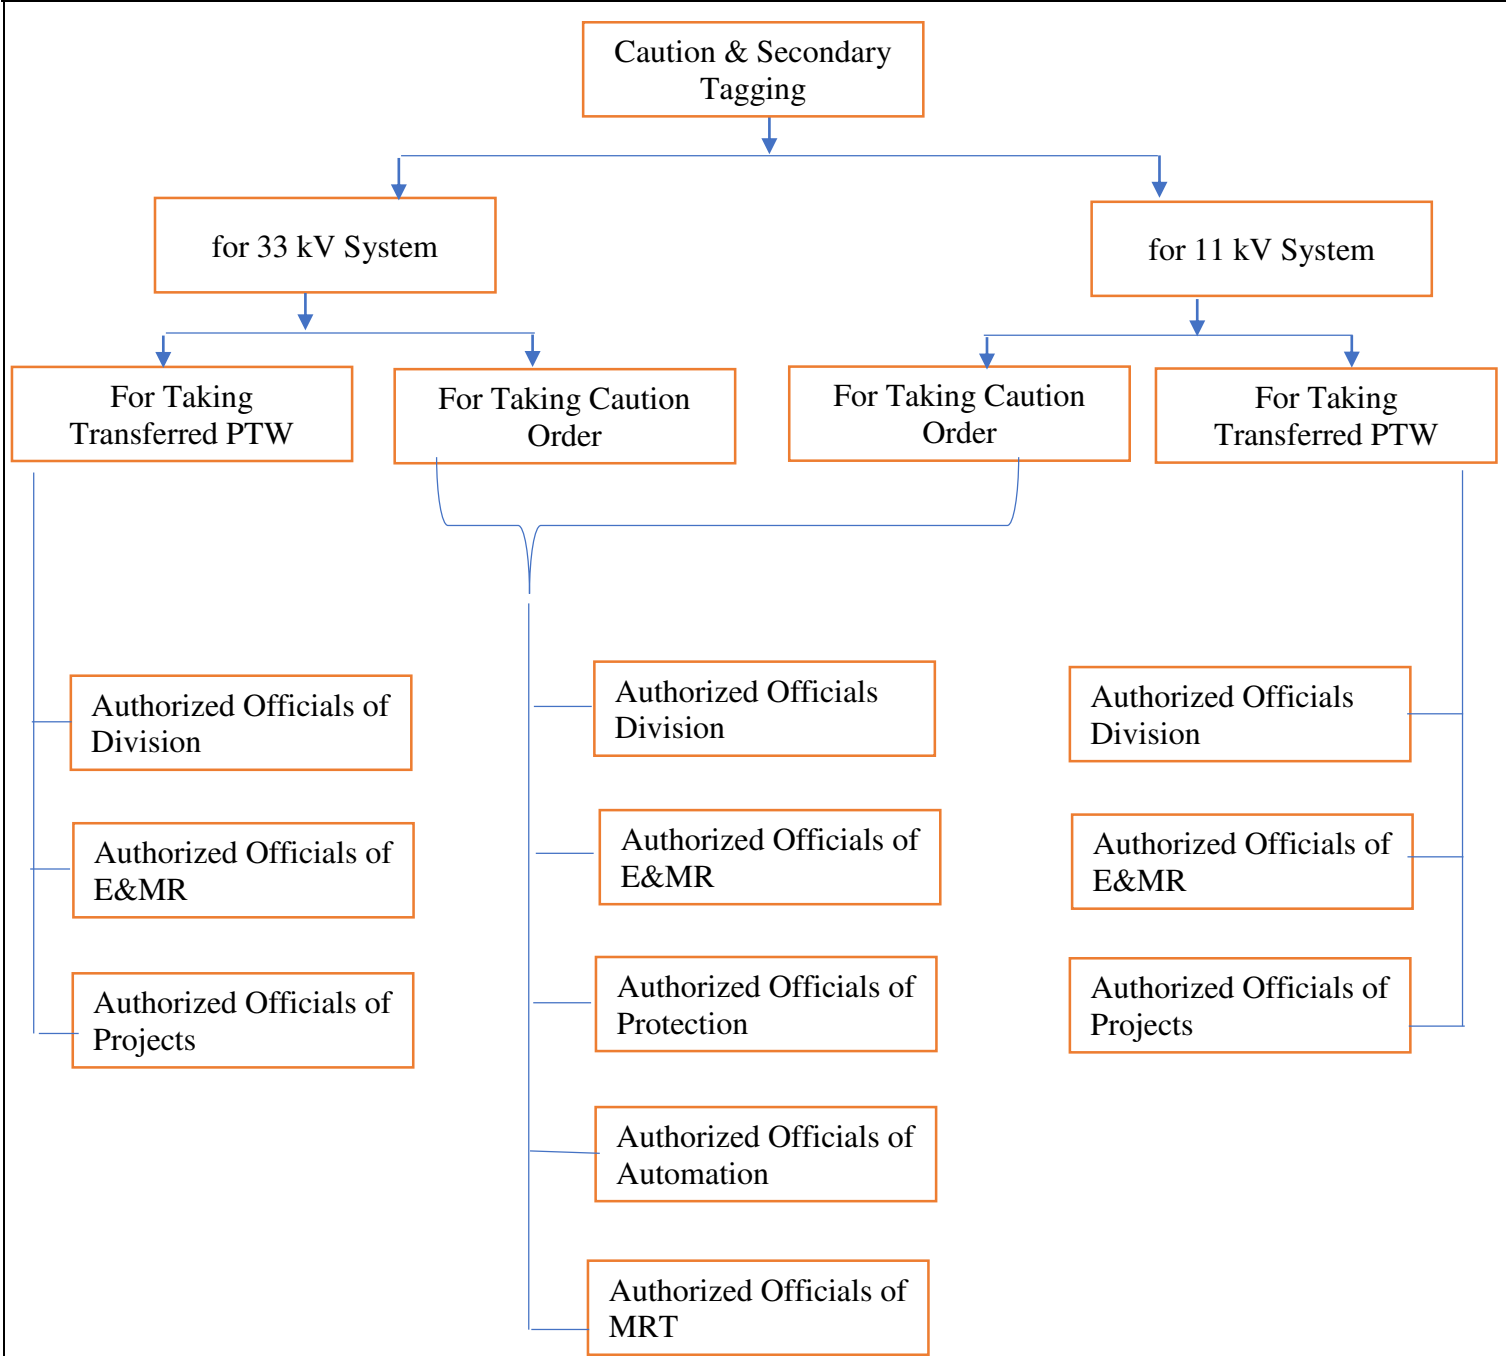 Caution & Secondary
Tagging
for 33 kV System
for 11 kV System
For Taking
Transferred PTW
For Taking Caution
Order
For Taking Caution
Order
For Taking
Transferred PTW
Authorized Officials of
Division
Authorized Officials of
E&MR
Authorized Officials of
Projects
Authorized Officials
Division
Authorized Officials of
E&MR
Authorized Officials of
Protection
Authorized Officials of
Automation
Authorized Officials of
MRT
Authorized Officials
Division
Authorized Officials of
E&MR
Authorized Officials of
Projects